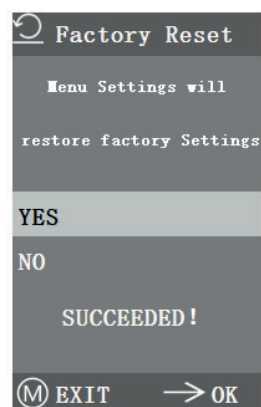 Factory Reset
Menu Settings will
restore factory Settings
YES
NO
SUCCEEDED!
M EXIT OK